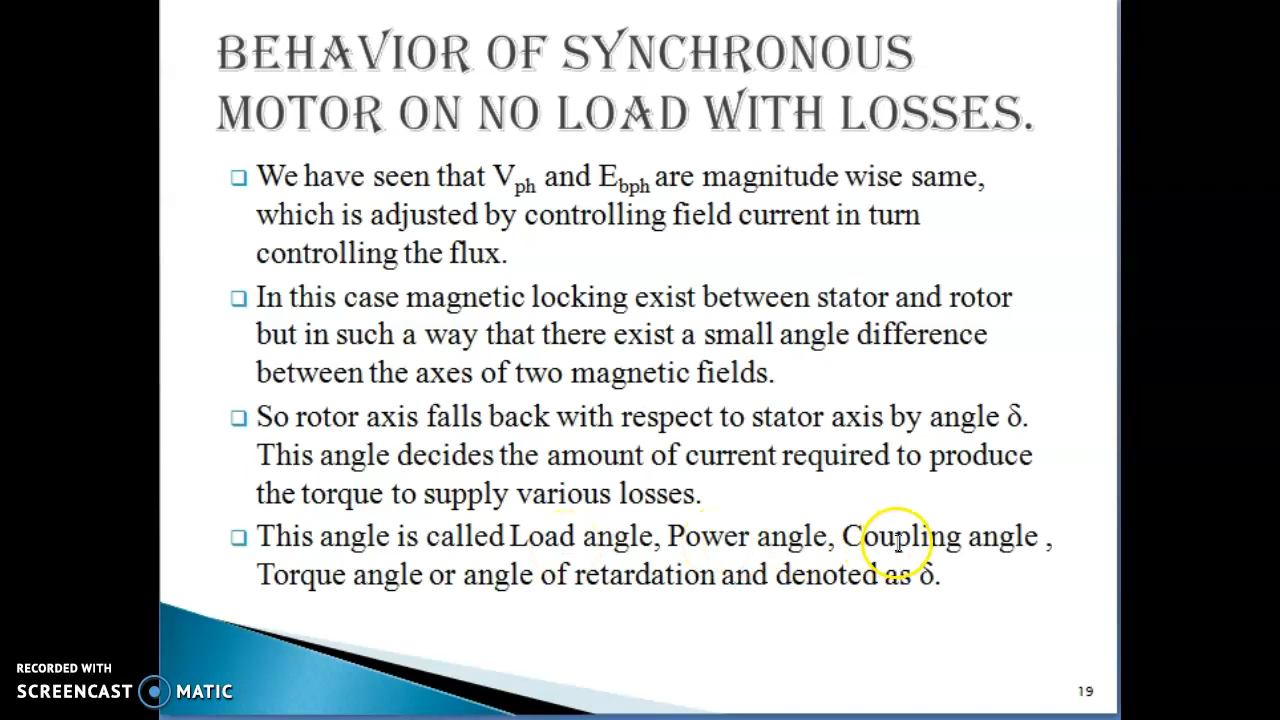 BEHAVIOR OF SYNCHRONOUS
MOTOR ON NO LOAD WITH LOSSES.
We have seen that Vph and Ebph are magnitude wise same,
which is adjusted by controlling field current in turn
controlling the flux.
In this case magnetic locking exist between stator and rotor
but in such a way that there exist a small angle difference
between the axes of two magnetic fields.
So rotor axis falls back with respect to stator axis by angle δ.
This angle decides the amount of current required to produce
the torque to supply various losses.
This angle is called Load angle, Power angle, Coupling angle ,
Torque angle or angle of retardation and denoted as δ.
RECORDED WITH
SCREENCAST MATIC
19